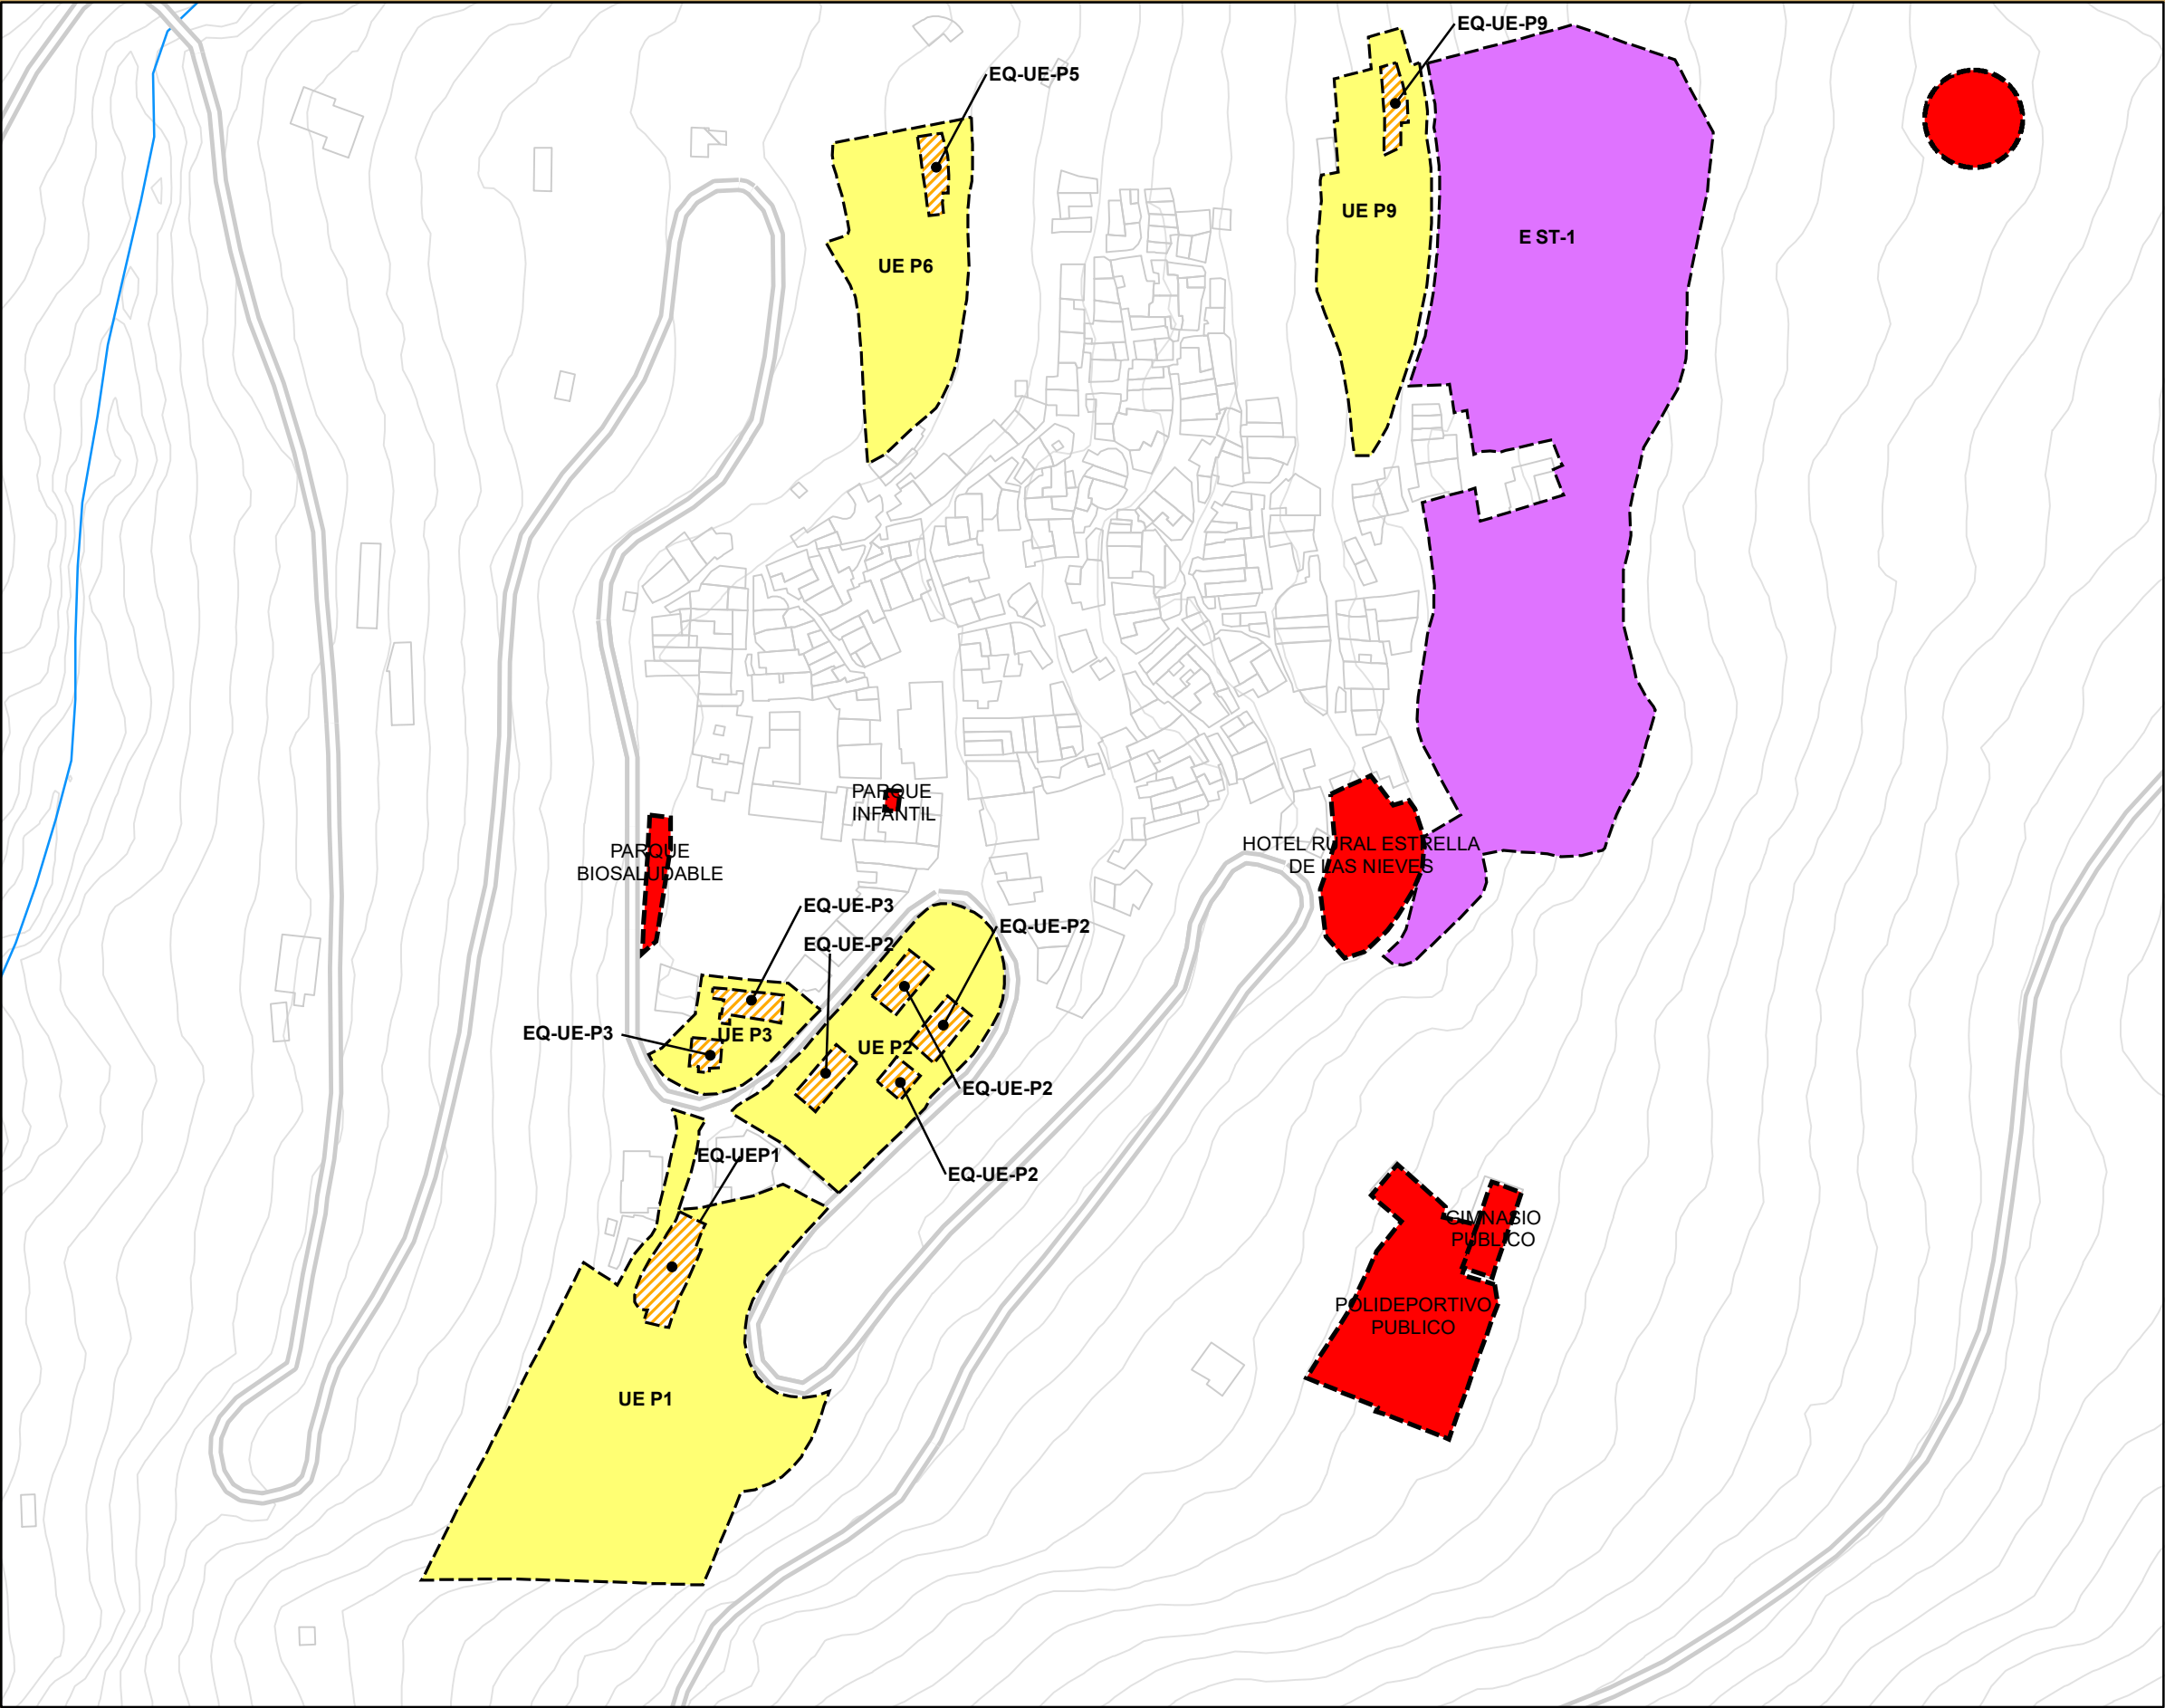 EQ-UE-P9
EQ-UE-P5
UE P9
E ST-1
UE P6
PARQUE
INFANTIL
HOTEL RURAL ESTRELLA
DE LAS NIEVES
PARQUE
BIOSALUDABLE
EQ-UE-P3
EQ-UE-P2
EQ-UE-P2
EQ-UE-P3
UE P3
UE P2
EQ-UE-P2
EQ-UEP1
EQ-UE-P2
GIMNASIO
PUBLICO
POLIDEPORTIVO
PUBLICO
UE P1